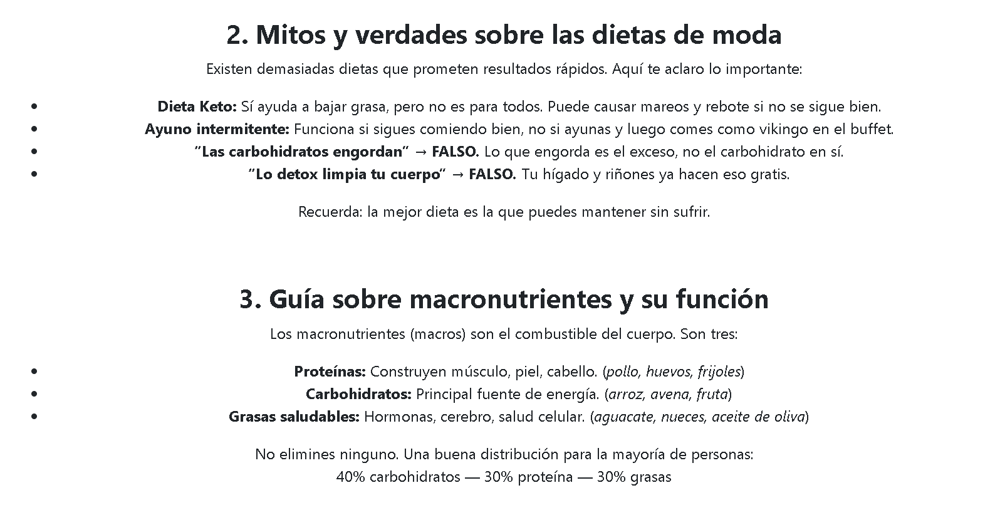 2. Mitos y verdades sobre las dietas de moda
Existen demasiadas dietas que prometen resultados rápidos. Aquí te aclaro lo importante:
• Dieta Keto: Sí ayuda a bajar grasa, pero no es para todos. Puede causar mareos y rebote si no se sigue bien.
• Ayuno intermitente: Funciona si sigues comiendo bien, no si ayunas y luego comes como vikingo en el buffet.
• “Las carbohidratos engordan” → FALSO. Lo que engorda es el exceso, no el carbohidrato en sí.
• “Lo detox limpia tu cuerpo” → FALSO. Tu hígado y riñones ya hacen eso gratis.
Recuerda: la mejor dieta es la que puedes mantener sin sufrir.
3. Guía sobre macronutrientes y su función
Los macronutrientes (macros) son el combustible del cuerpo. Son tres:
• Proteínas: Construyen músculo, piel, cabello. (pollo, huevos, frijoles)
• Carbohidratos: Principal fuente de energía. (arroz, avena, fruta)
• Grasas saludables: Hormonas, cerebro, salud celular. (aguacate, nueces, aceite de oliva)
No elimines ninguno. Una buena distribución para la mayoría de personas:
40% carbohidratos — 30% proteína — 30% grasas